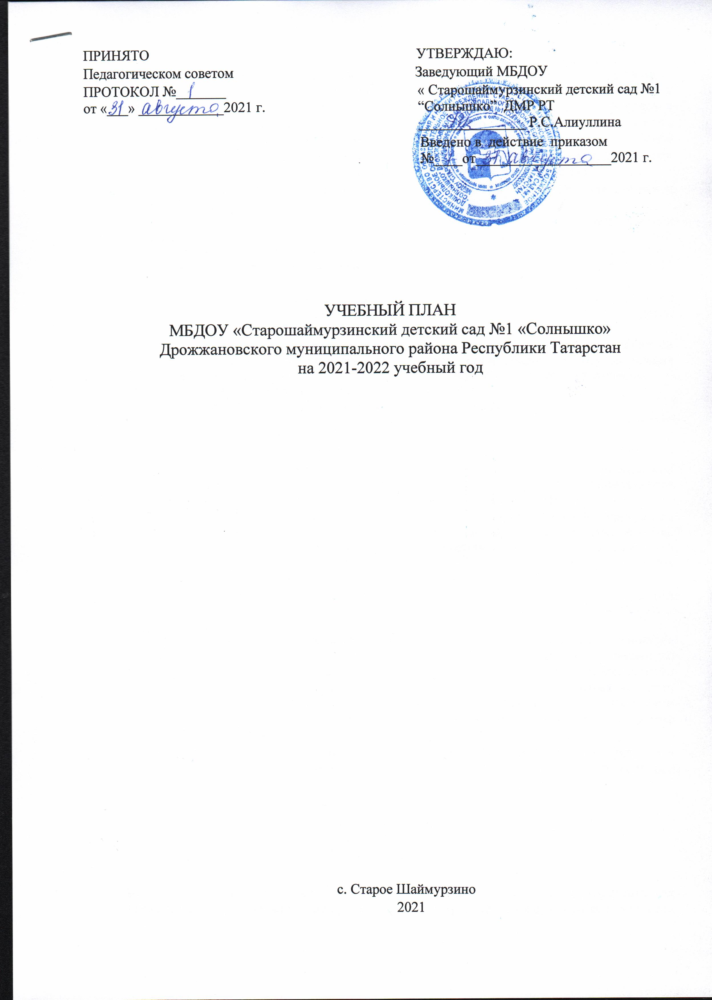 ПРИНЯТО
Педагогическом советом
ПРОТОКОЛ № 1
от «31» августа 2021 г.
УТВЕРЖДАЮ:
Заведующий МБДОУ
« Старошаймурзинский детский сад №1
“Солнышко” ДМР РТ
Р.С.Алиуллина
Введено в действие приказом
№ от 31 августа 2021 г.
УЧЕБНЫЙ ПЛАН
МБДОУ «Старошаймурзинский детский сад №1 «Солнышко»
Дрожжановского муниципального района Республики Татарстан
на 2021-2022 учебный год
с. Старое Шаймурзино
2021